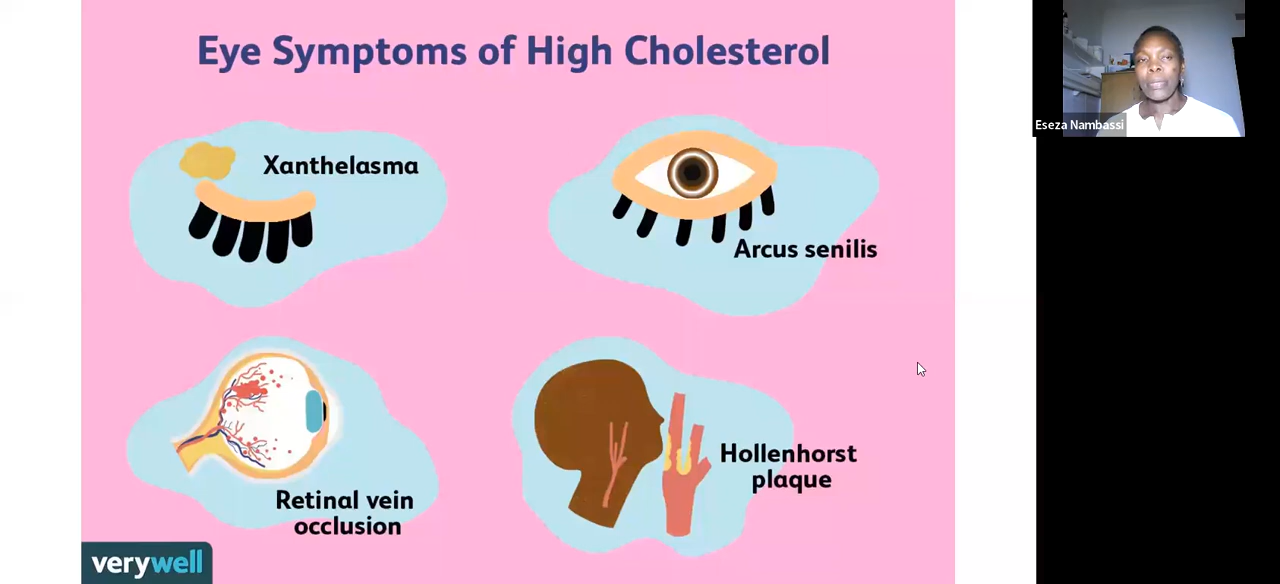 Eye Symptoms of High Cholesterol
Xanthelasma
Arcus senilis
Retinal vein
occlusion
Hollenhorst
plaque
verywell
Eseza Nambassi